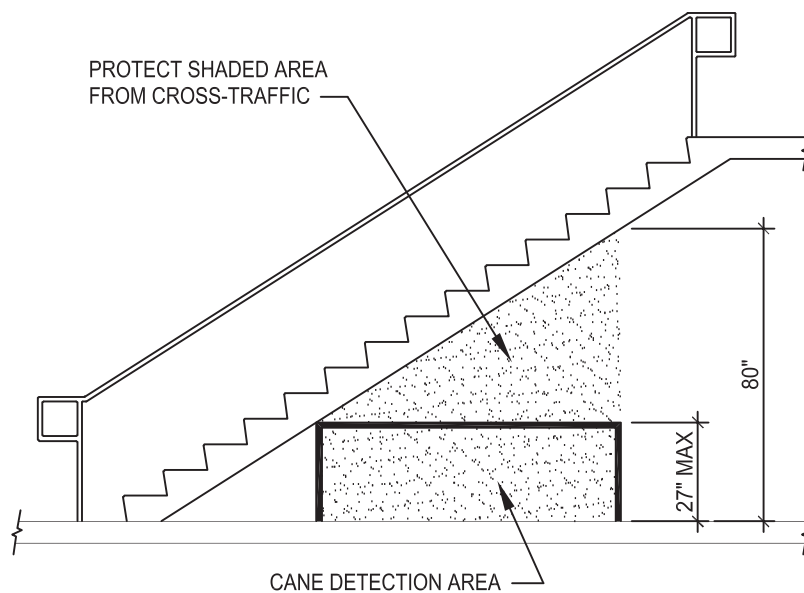 PROTECT SHADED AREA
FROM CROSS-TRAFFIC
80"
27" MAX
CANE DETECTION AREA